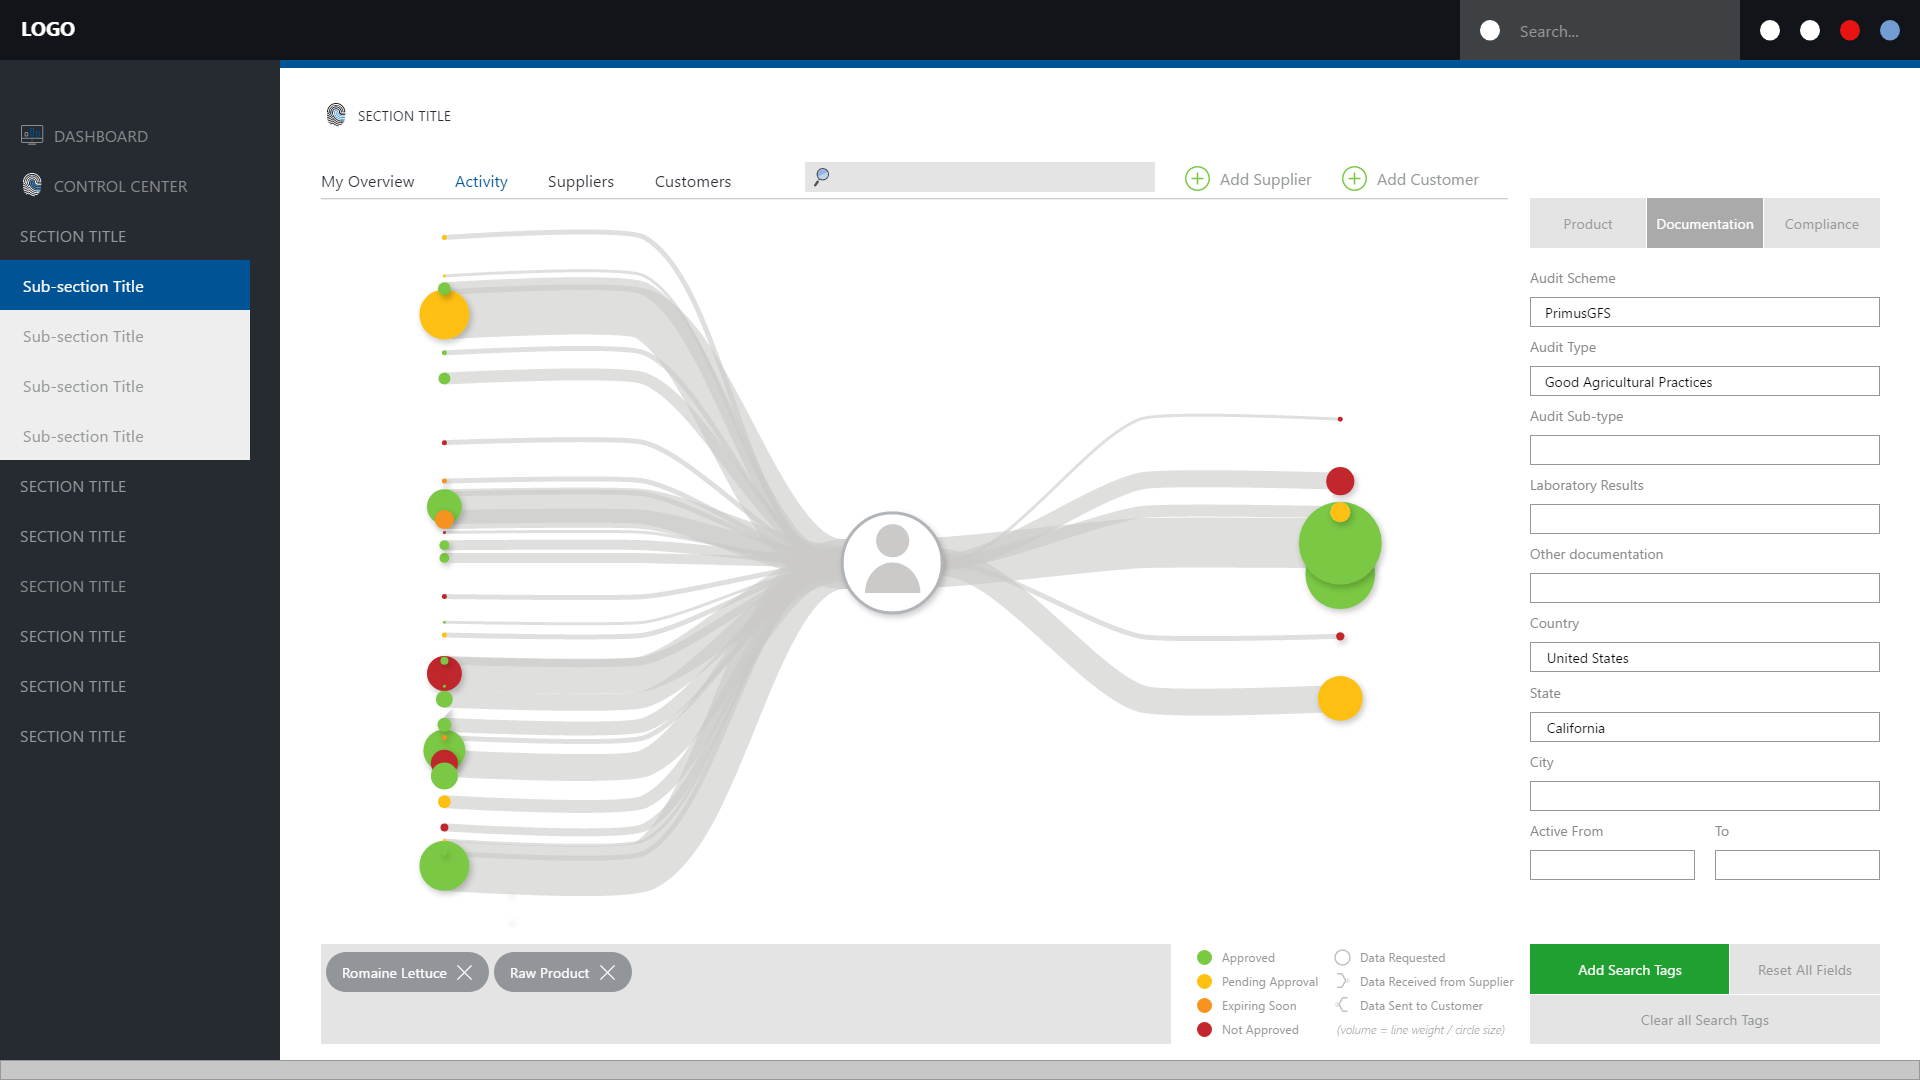 LOGO
Search...
DASHBOARD
CONTROL CENTER
SECTION TITLE
Sub-section Title
Sub-section Title
Sub-section Title
Sub-section Title
SECTION TITLE
SECTION TITLE
SECTION TITLE
SECTION TITLE
SECTION TITLE
SECTION TITLE
SECTION TITLE
My Overview Activity Suppliers Customers Add Supplier Add Customer
Product Documentation Compliance
Audit Scheme
PrimusGFS
Audit Type
Good Agricultural Practices
Audit Sub-type
Laboratory Results
Other documentation
Country
United States
State
California
City
Active From To
Romaine Lettuce Raw Product
Approved Data Requested
Pending Approval Data Received from Supplier
Expiring Soon Data Sent to Customer
Not Approved (volume = line weight / circle size)
Add Search Tags Reset All Fields
Clear all Search Tags